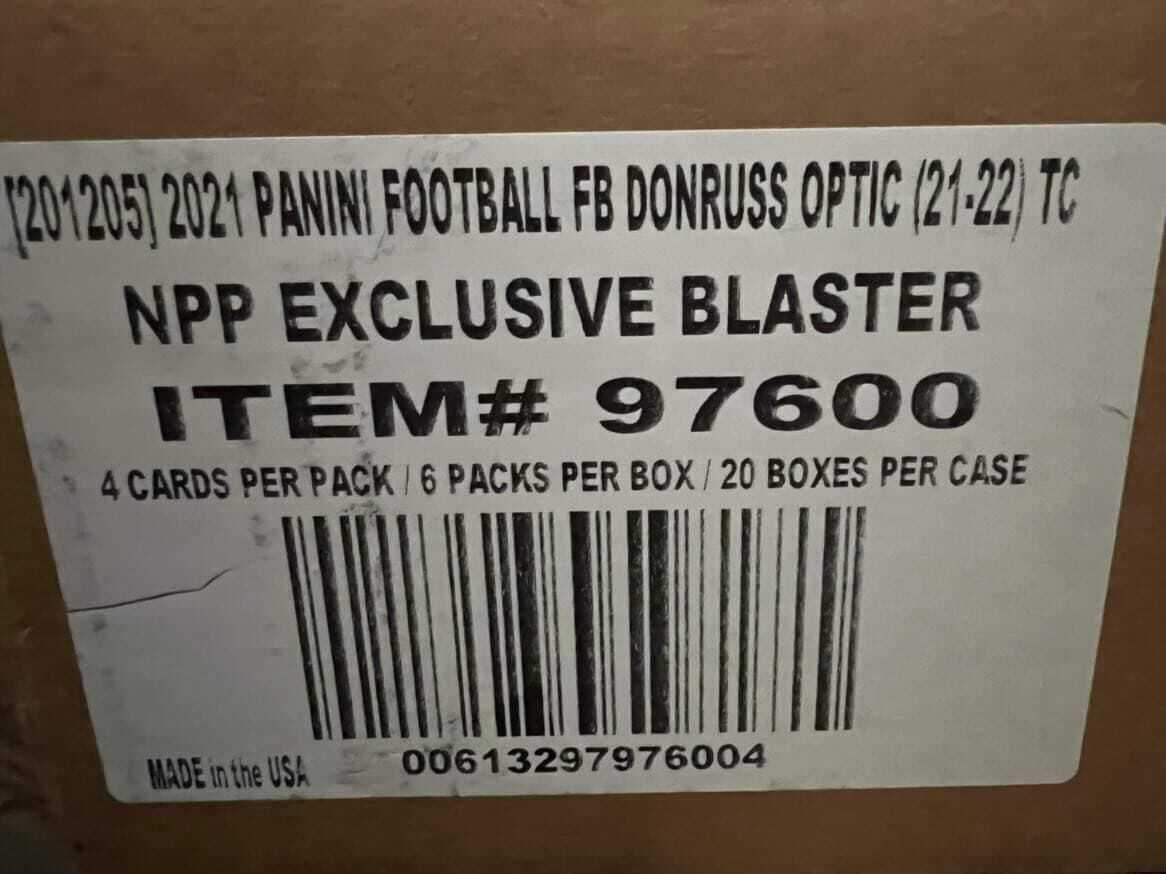 [201205] 2021 PANINI FOOTBALL FB DONRUSS OPTIC (21-22) TC
NPP EXCLUSIVE BLASTER
ITEM# 97600
4 CARDS PER PACK / 6 PACKS PER BOX / 20 BOXES PER CASE
00613297976004
MADE in the USA